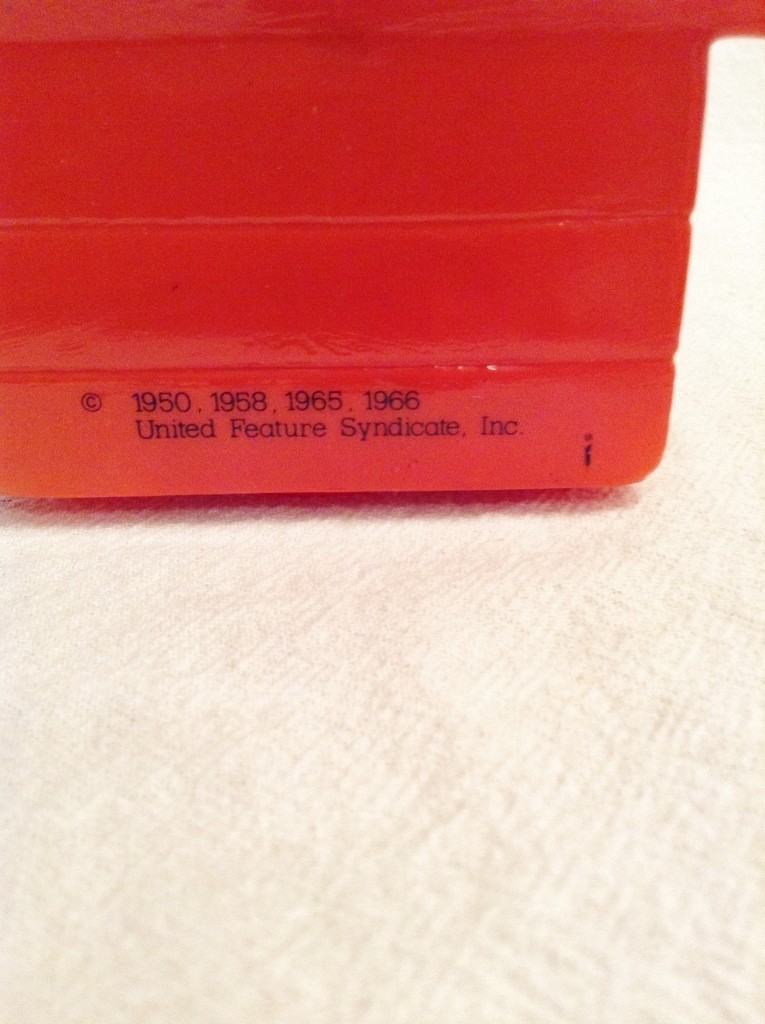 © 1950, 1958, 1965, 1966
United Feature Syndicate, Inc.